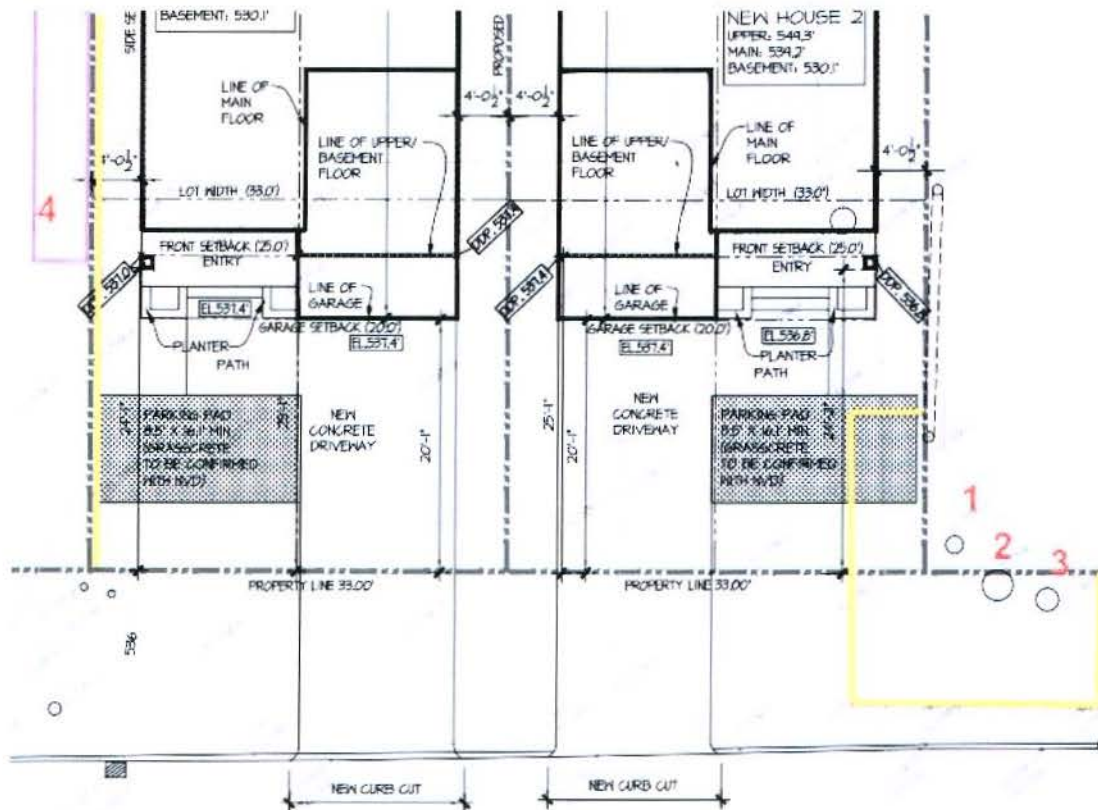 BASEMENT: 530.1'
SIDE SE
PROPOSED
NEW HOUSE 2
UPPER: 544.3'
MAIN: 534.2'
BASEMENT: 530.1'
LINE OF
MAIN
FLOOR
4'-0½"
4'-0½"
LINE OF UPPER/
BASEMENT
FLOOR
LINE OF UPPER/
BASEMENT
FLOOR
LINE OF
MAIN
FLOOR
4'-0½"
4'-0½"
LOT WIDTH (33.0')
LOT WIDTH (33.0')
4
FRONT SETBACK (25.0')
ENTRY
FRONT SETBACK (25.0')
ENTRY
LINE OF
GARAGE
LINE OF
GARAGE
EL.537.4'
GARAGE SETBACK (20.0')
EL.537.4'
GARAGE SETBACK (20.0')
EL.537.4'
EL.536.8'
PLANTER
PATH
PLANTER
PATH
PARKING PAD
8.5' X 16.1' MIN
(GRASSCRETE
TO BE CONFIRMED
WITH NVD)
NEW
CONCRETE
DRIVEWAY
NEW
CONCRETE
DRIVEWAY
PARKING PAD
8.5' X 16.1' MIN
(GRASSCRETE
TO BE CONFIRMED
WITH NVD)
25'-1"
20'-1"
25'-1"
20'-1"
1
2
3
PROPERTY LINE 33.00'
PROPERTY LINE 33.00'
536
NEW CURB CUT
NEW CURB CUT